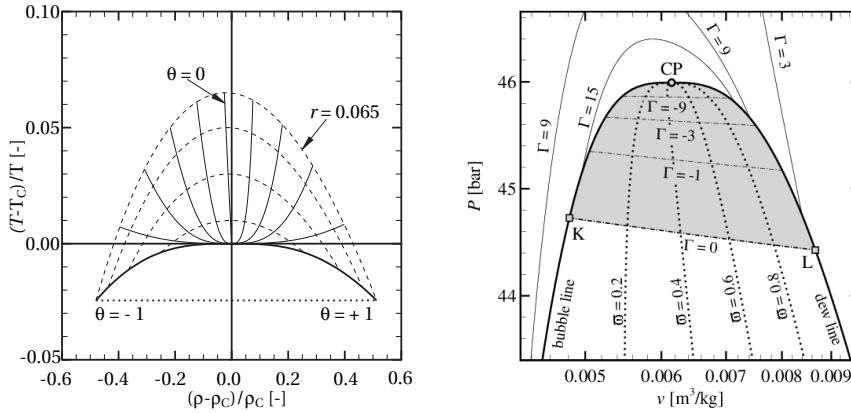 0.10
0.05
0.00
-0.05
(T-T_C)/T [-]
θ = 0
r = 0.065
θ = - 1
θ = + 1
-0.6
-0.4
-0.2
0.0
0.2
0.4
0.6
(ρ-ρ_C)/ρ_C [-]
46
45
44
P [bar]
Γ = 9
Γ = 15
CP
Γ = 9
Γ = 3
Γ = -9
Γ = -3
Γ = -1
Γ = 0
K
L
bubble line
ϖ = 0.2
ϖ = 0.4
ϖ = 0.6
ϖ = 0.8
dew line
0.005
0.006
0.007
0.008
0.009
v [m³/kg]